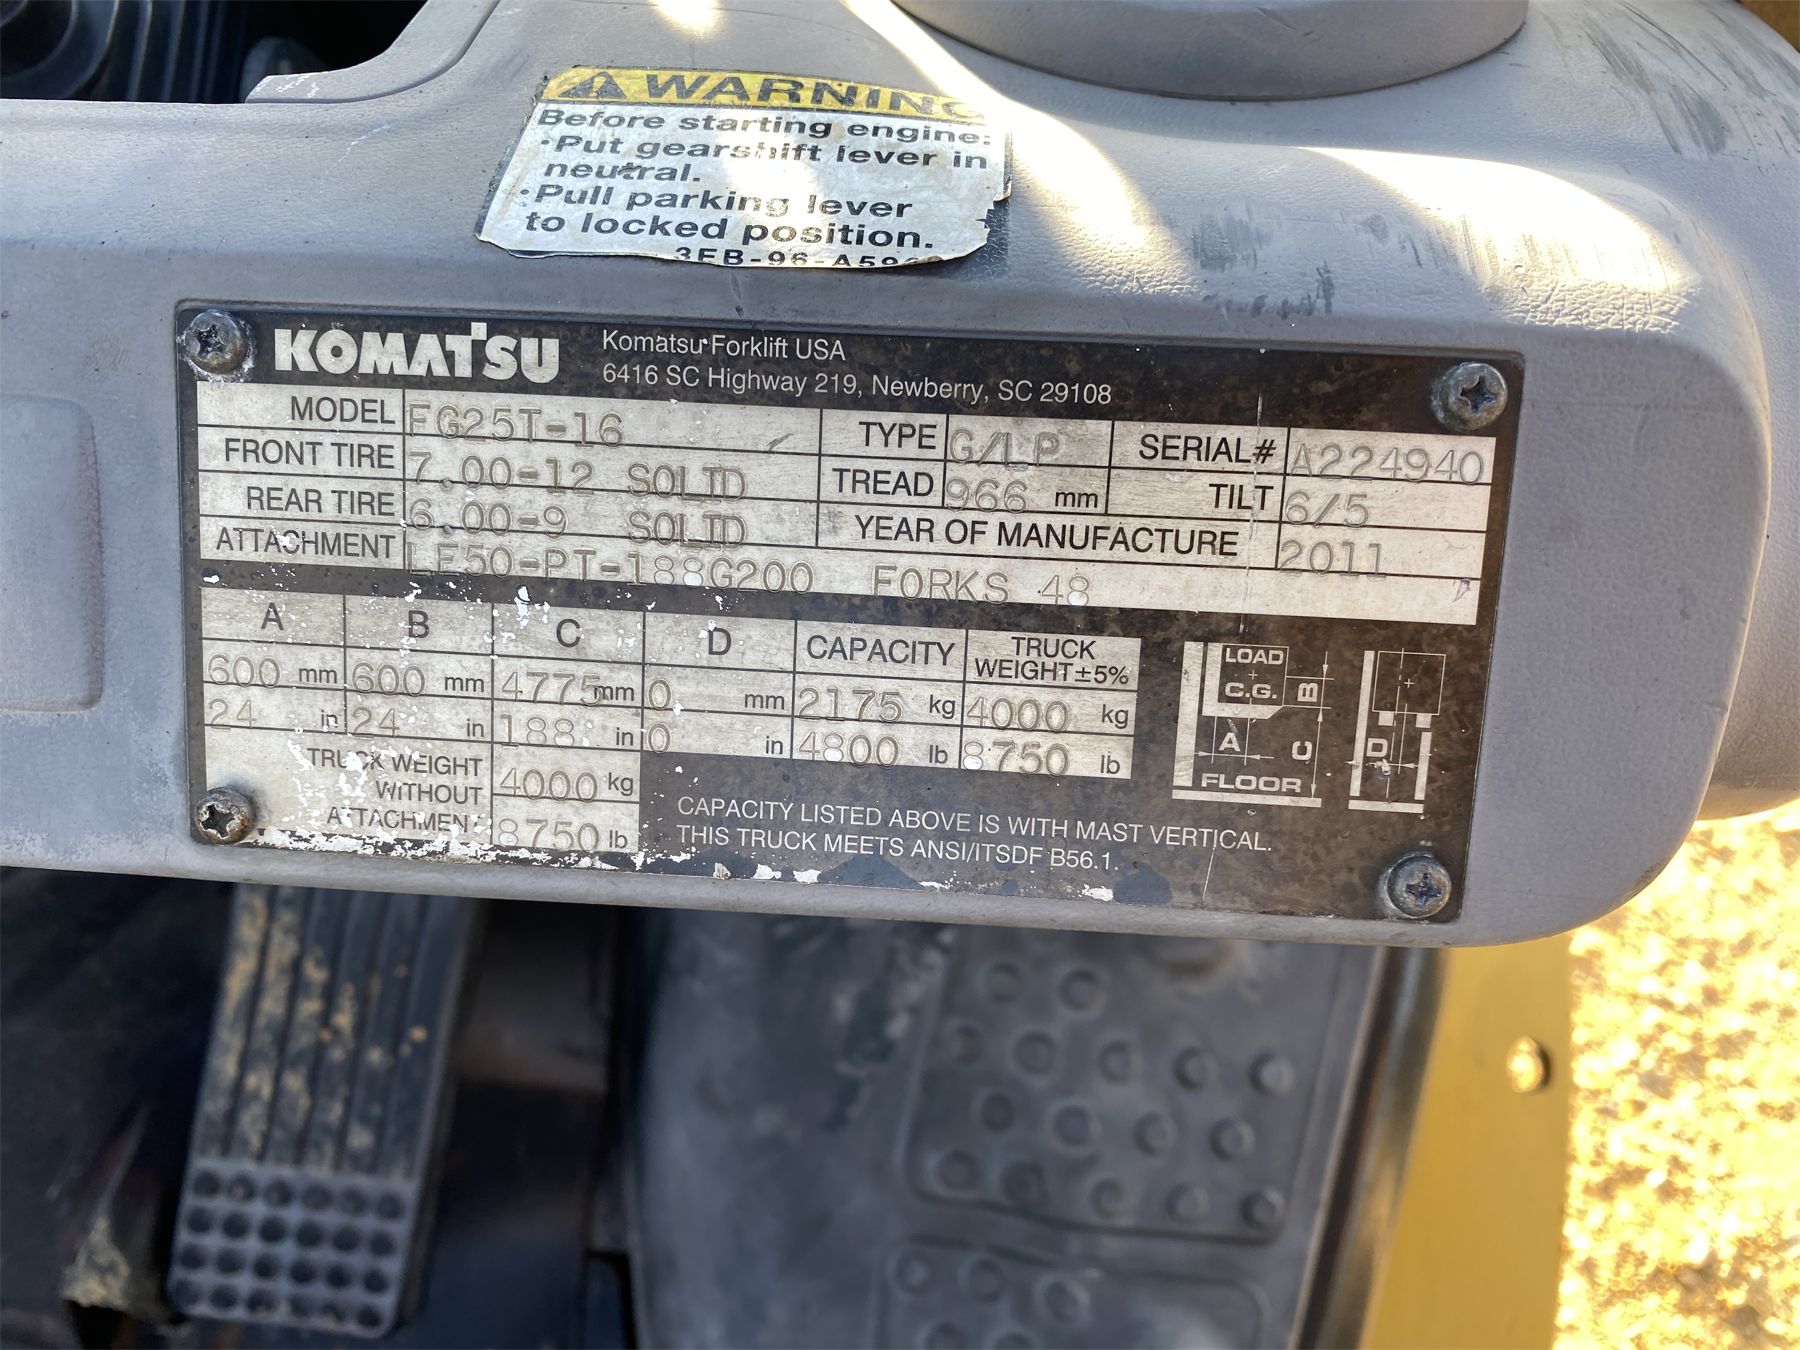 WARNING
Before starting engine:
•Put gearshift lever in
neutral.
•Pull parking lever
to locked position.
3EB-96-A59
KOMATSU Komatsu Forklift USA
6416 SC Highway 219, Newberry, SC 29108
MODEL FG25T-16 TYPE G/LP SERIAL# A224940
FRONT TIRE 7.00-12 SOLID TREAD 966 mm TILT 6/5
REAR TIRE 6.00-9 SOLID YEAR OF MANUFACTURE 2011
ATTACHMENT LF50-PT-188G200 FORKS 48
A B C D CAPACITY TRUCK WEIGHT±5%
600 mm 600 mm 4775mm 0 mm 2175 kg 4000 kg
24 in 24 in 188 in 0 in 4800 lb 8750 lb
TRUCK WEIGHT
WITHOUT
ATTACHMENT
4000 kg
8750 lb
CAPACITY LISTED ABOVE IS WITH MAST VERTICAL.
THIS TRUCK MEETS ANSI/ITSDF B56.1.
LOAD
C.G.
B
A
C
D
FLOOR